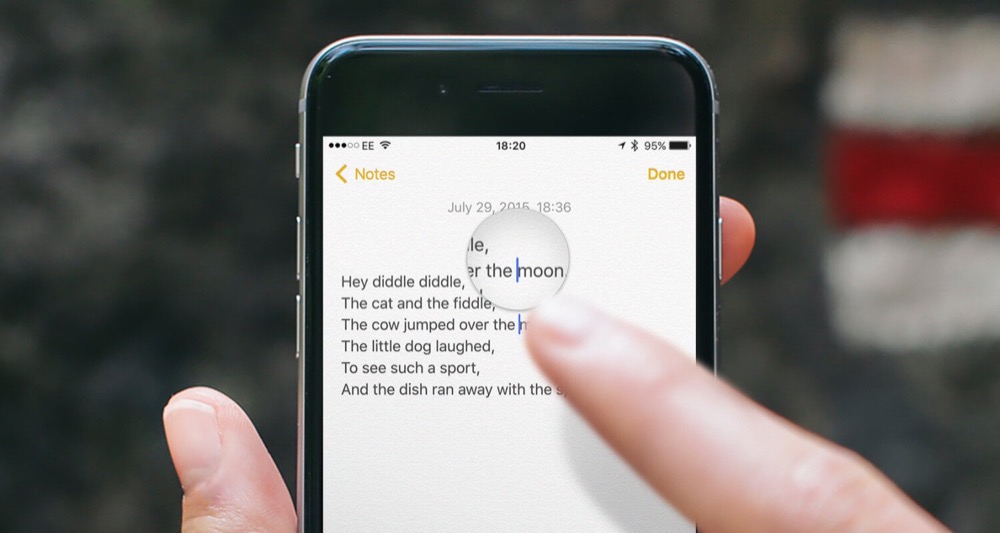 EE 18:20 95%
Notes Done
July 29, 2015 18:36
le,
er the moon.
Hey diddle diddle,
The cat and the fiddle,
The cow jumped over the
The little dog laughed,
To see such a sport,
And the dish ran away with the